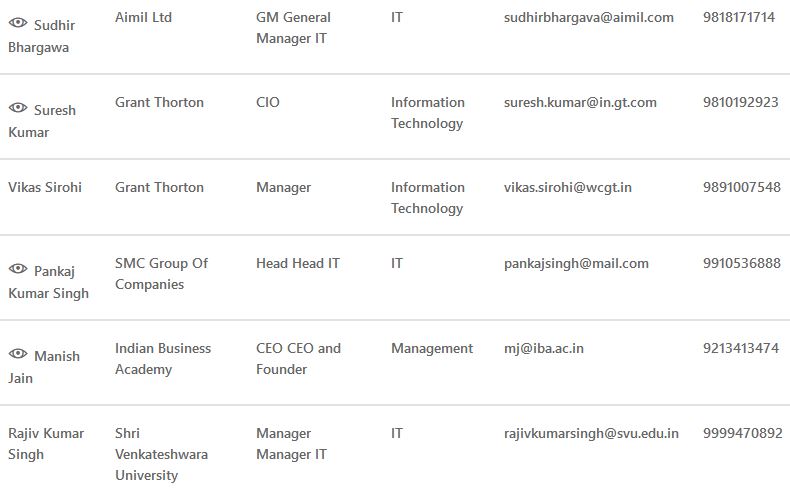 Sudhir Bhargawa Aimil Ltd GM General Manager IT IT sudhirbhargava@aimil.com 9818171714
Suresh Kumar Grant Thorton CIO Information Technology suresh.kumar@in.gt.com 9810192923
Vikas Sirohi Grant Thorton Manager Information Technology vikas.sirohi@wcgt.in 9891007548
Pankaj Kumar Singh SMC Group Of Companies Head Head IT IT pankajsingh@mail.com 9910536888
Manish Jain Indian Business Academy CEO CEO and Founder Management mj@iba.ac.in 9213413474
Rajiv Kumar Singh Shri Venkateshwara University Manager Manager IT IT rajivkumarsingh@svu.edu.in 9999470892